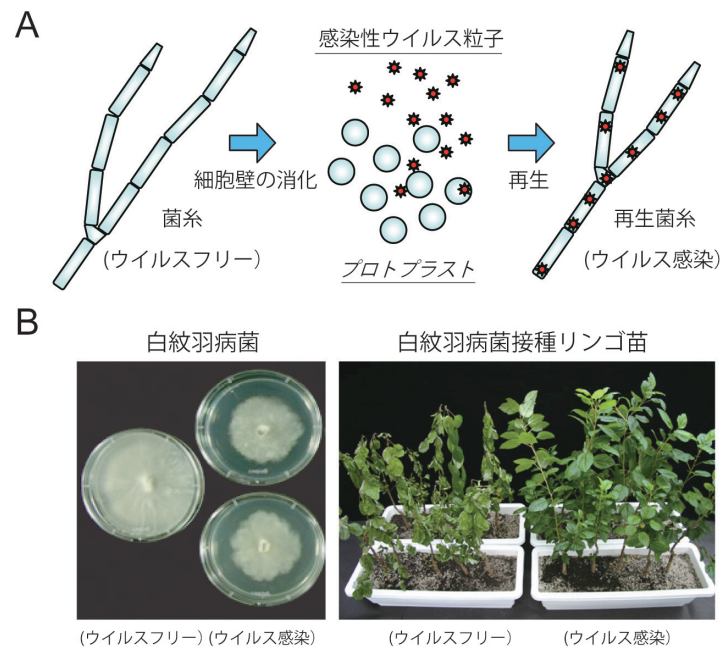 A
感染性ウイルス粒子
細胞壁の消化
再生
菌糸
(ウイルスフリー)
プロトプラスト
再生菌糸
(ウイルス感染)
B
白紋羽病菌
白紋羽病菌接種リンゴ苗
(ウイルスフリー) (ウイルス感染)
(ウイルスフリー)
(ウイルス感染)